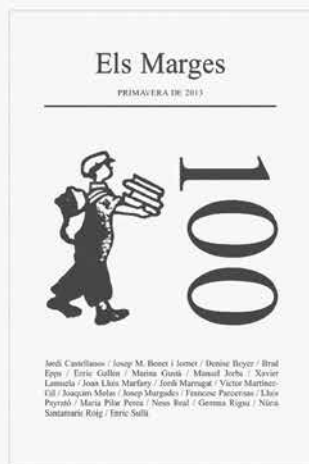 Els Marges
PRIMAVERA DE 2013
100
Jordi Castellanos / Josep M. Benet i Jornet / Denise Boyer / Brad
Epps / Enric Gallén / Marina Gustà / Manuel Jorba / Xavier
Lamuela / Joan Lluís Marfany / Jordi Marrugat / Víctor Martínez-
Gil / Joaquim Molas / Josep Murgades / Francesc Parcerisas / Lluís
Payrató / Maria Pilar Perea / Neus Real / Gemma Rigau / Núria
Santamaria Roig / Enric Sullà